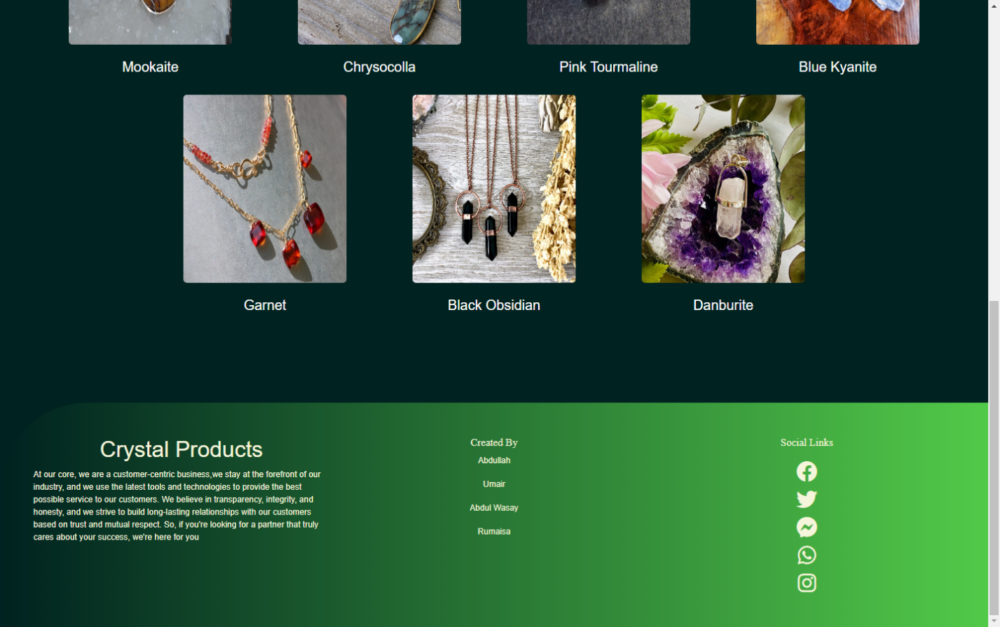 Mookaite
Chrysocolla
Pink Tourmaline
Blue Kyanite
Garnet
Black Obsidian
Danburite
Crystal Products
At our core, we are a customer-centric business,we stay at the forefront of our
industry, and we use the latest tools and technologies to provide the best
possible service to our customers. We believe in transparency, integrity, and
honesty, and we strive to build long-lasting relationships with our customers
based on trust and mutual respect. So, if you're looking for a partner that truly
cares about your success, we're here for you
Created By
Abdullah
Umair
Abdul Wasay
Rumaisa
Social Links